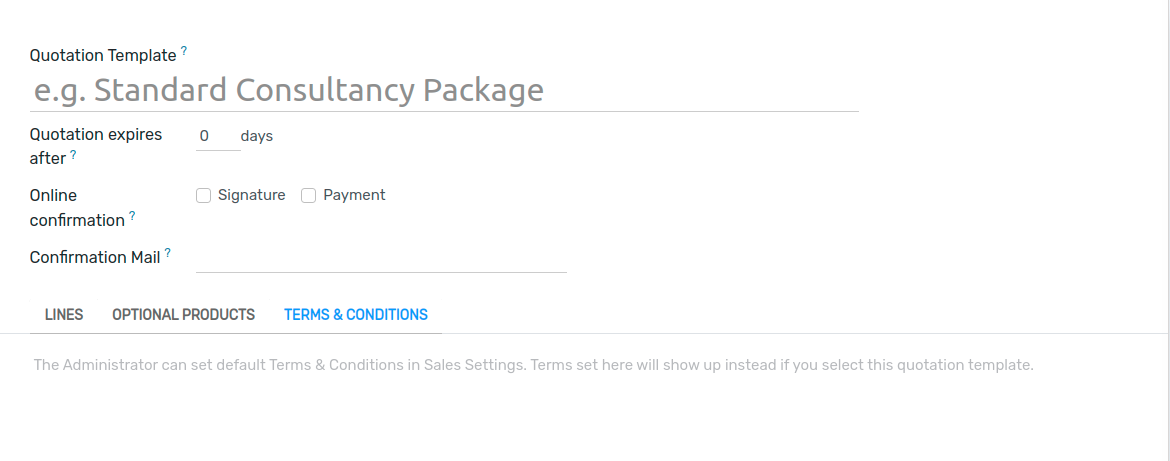 Quotation Template ?
e.g. Standard Consultancy Package
Quotation expires
after ?
0 days
Online
confirmation ?
Signature Payment
Confirmation Mail ?
LINES OPTIONAL PRODUCTS TERMS & CONDITIONS
The Administrator can set default Terms & Conditions in Sales Settings. Terms set here will show up instead if you select this quotation template.